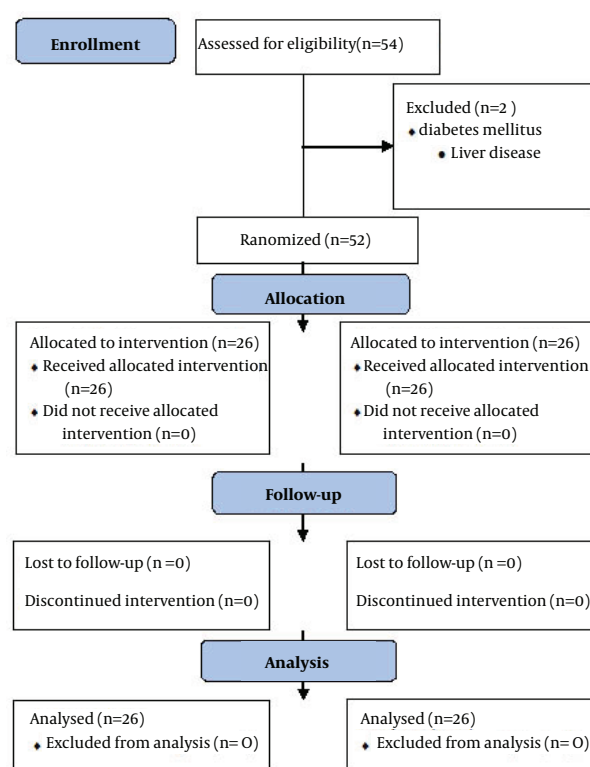 Enrollment
Assessed for eligibility(n=54)
Excluded (n=2 )
♦ diabetes mellitus
● Liver disease
Ranomized (n=52)
Allocation
Allocated to intervention (n=26)
♦ Received allocated intervention
(n=26)
♦ Did not receive allocated
intervention (n=0)
Allocated to intervention (n=26)
♦ Received allocated intervention
(n=26)
♦ Did not receive allocated
intervention (n=0)
Follow-up
Lost to follow-up (n =0)
Discontinued intervention (n=0)
Lost to follow-up (n =0)
Discontinued intervention (n=0)
Analysis
Analysed (n=26)
♦ Excluded from analysis (n= O)
Analysed (n=26)
♦ Excluded from analysis (n= O)